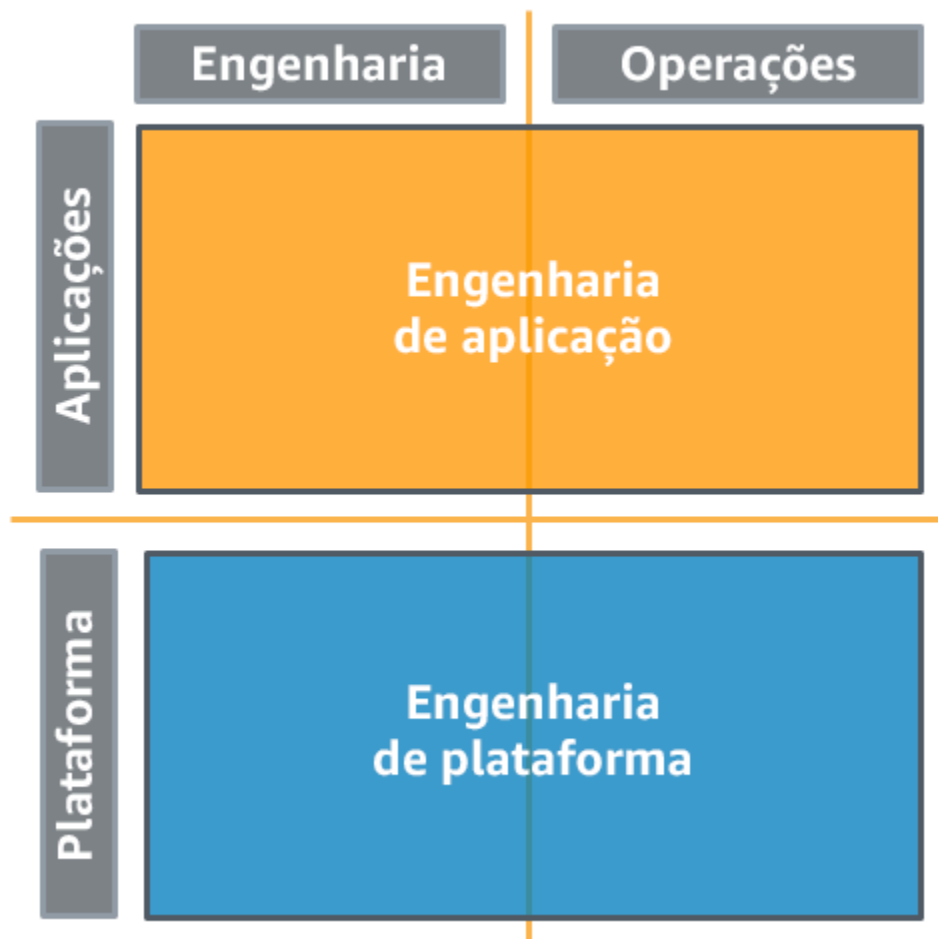 Engenharia
Operações
Aplicações
Engenharia
de aplicação
Plataforma
Engenharia
de plataforma